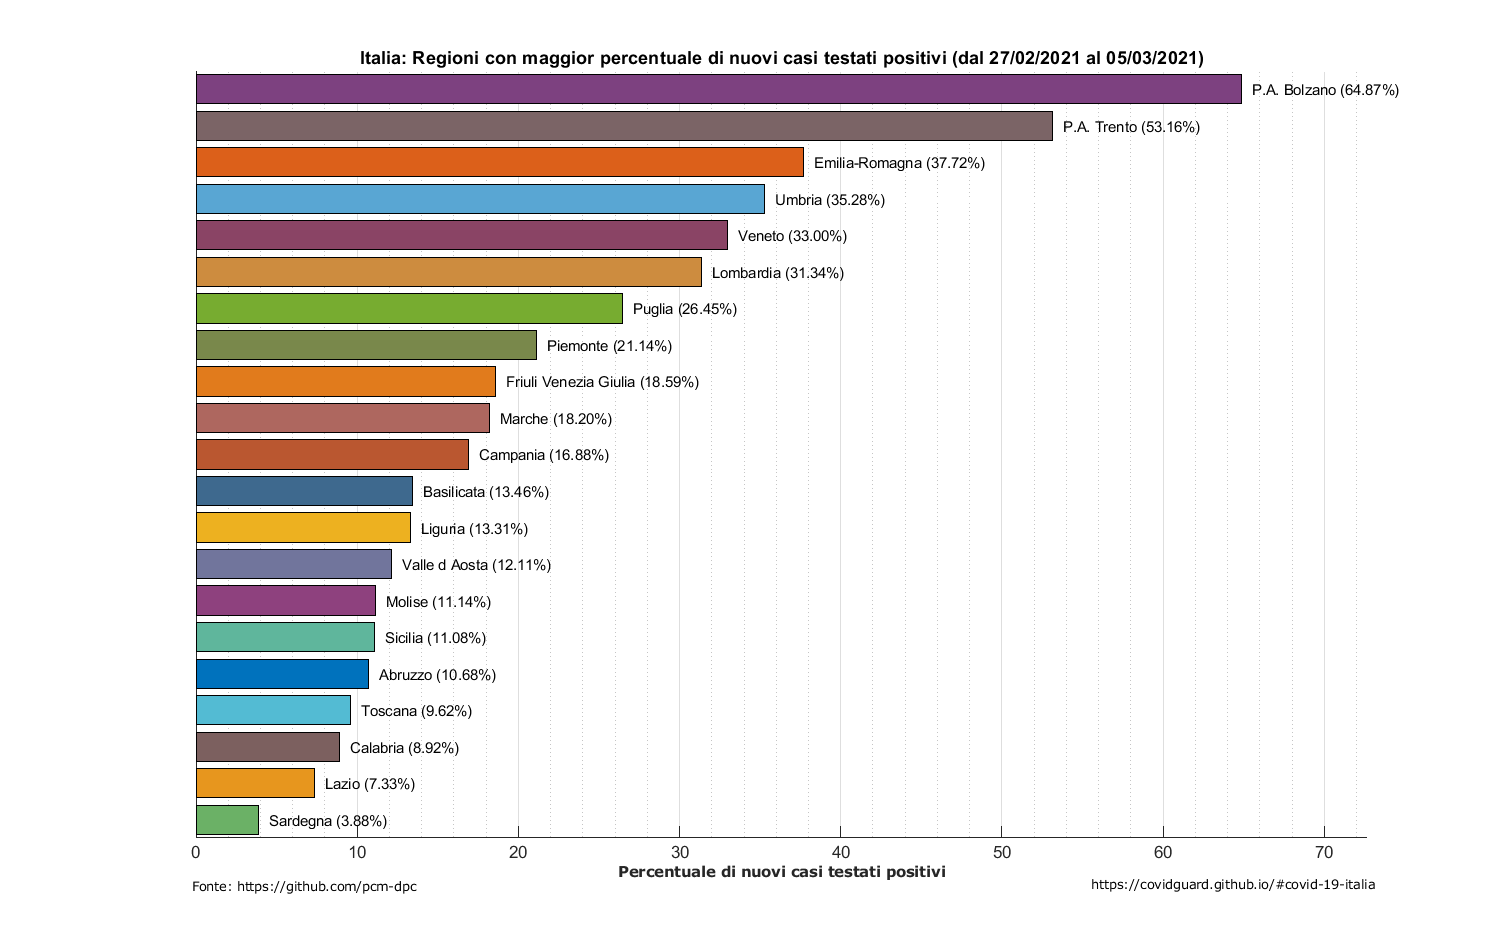 Italia: Regioni con maggior percentuale di nuovi casi testati positivi (dal 27/02/2021 al 05/03/2021)
P.A. Bolzano (64.87%)
P.A. Trento (53.16%)
Emilia-Romagna (37.72%)
Umbria (35.28%)
Veneto (33.00%)
Lombardia (31.34%)
Puglia (26.45%)
Piemonte (21.14%)
Friuli Venezia Giulia (18.59%)
Marche (18.20%)
Campania (16.88%)
Basilicata (13.46%)
Liguria (13.31%)
Valle d Aosta (12.11%)
Molise (11.14%)
Sicilia (11.08%)
Abruzzo (10.68%)
Toscana (9.62%)
Calabria (8.92%)
Lazio (7.33%)
Sardegna (3.88%)
0 10 20 30 40 50 60 70
Percentuale di nuovi casi testati positivi
Fonte: https://github.com/pcm-dpc
https://covidguard.github.io/#covid-19-italia